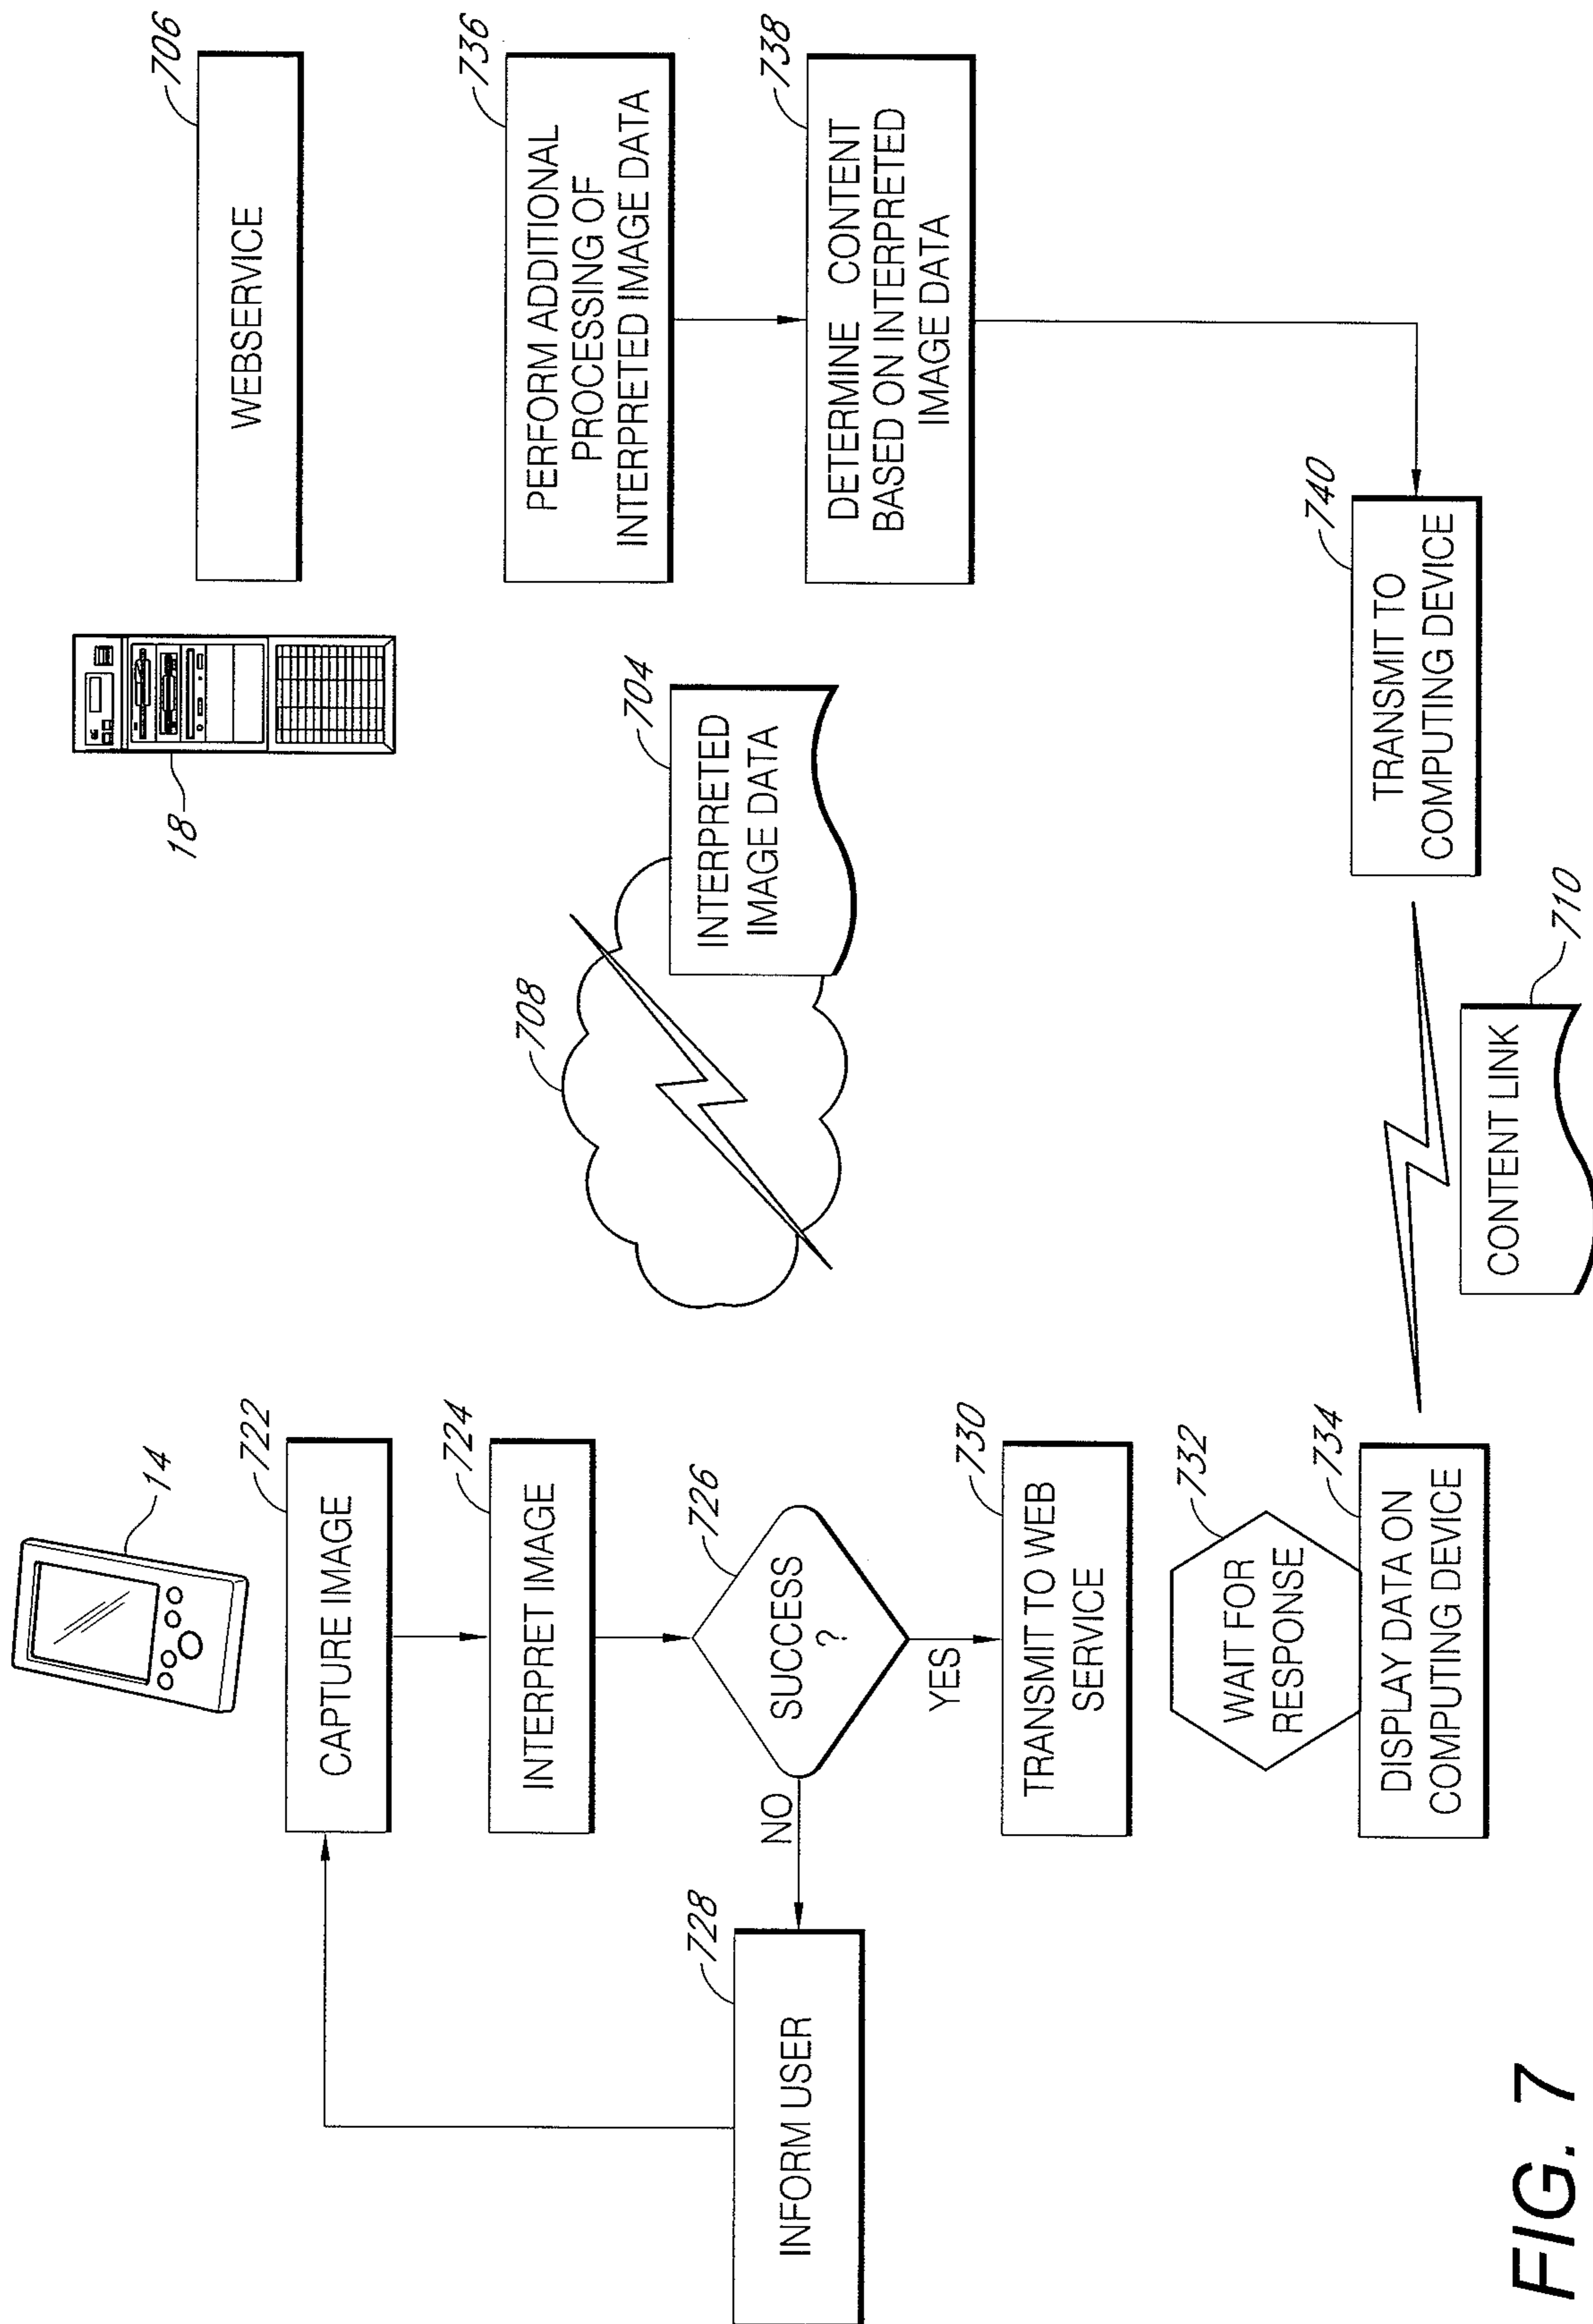 14
722
CAPTURE IMAGE
724
INTERPRET IMAGE
726
SUCCESS
?
NO
YES
728
INFORM USER
730
TRANSMIT TO WEB
SERVICE
732
WAIT FOR
RESPONSE
734
DISPLAY DATA ON
COMPUTING DEVICE
708
704
INTERPRETED
IMAGE DATA
CONTENT LINK
710
18
706
WEBSERVICE
736
PERFORM ADDITIONAL
PROCESSING OF
INTERPRETED IMAGE DATA
738
DETERMINE CONTENT
BASED ON INTERPRETED
IMAGE DATA
740
TRANSMIT TO
COMPUTING DEVICE
FIG. 7